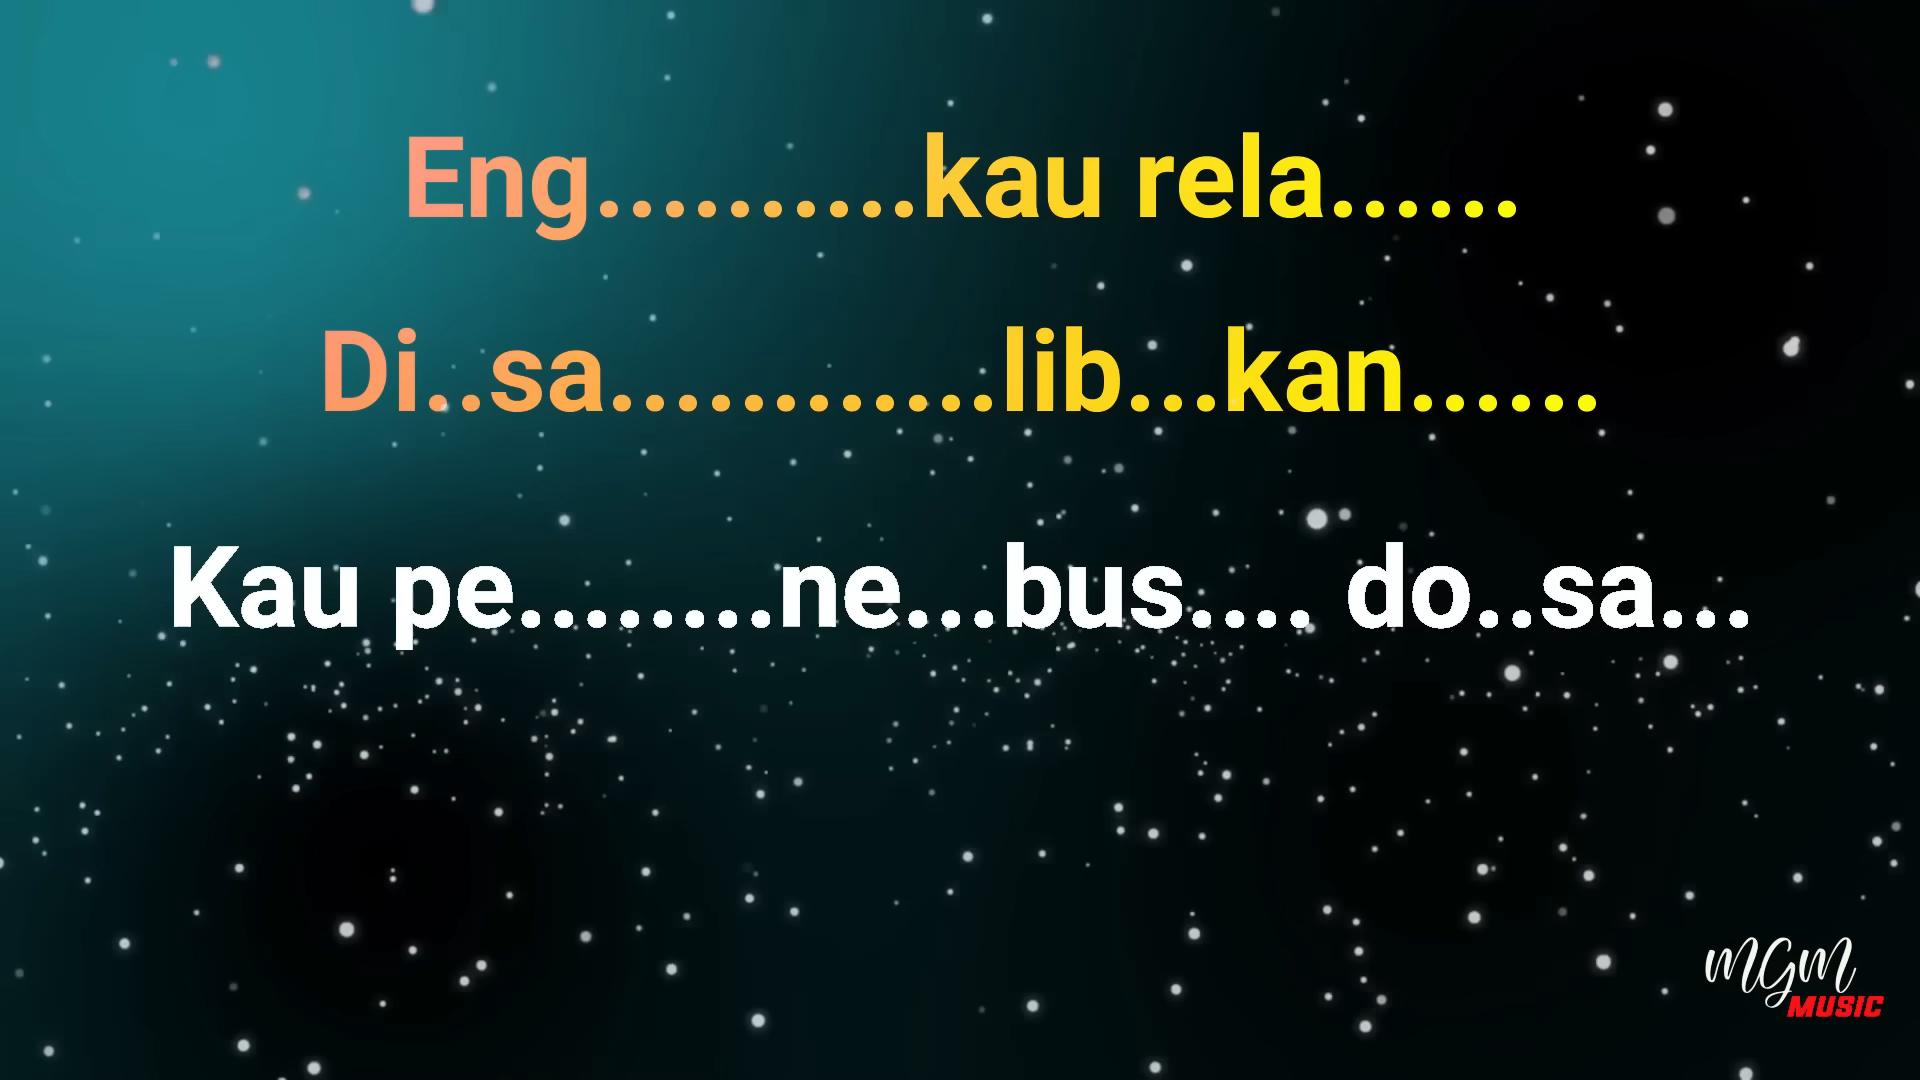 Eng..........kau rela......
Di..sa............lib...kan......
Kau pe........ne...bus.... do..sa...
MGM
MUSIC